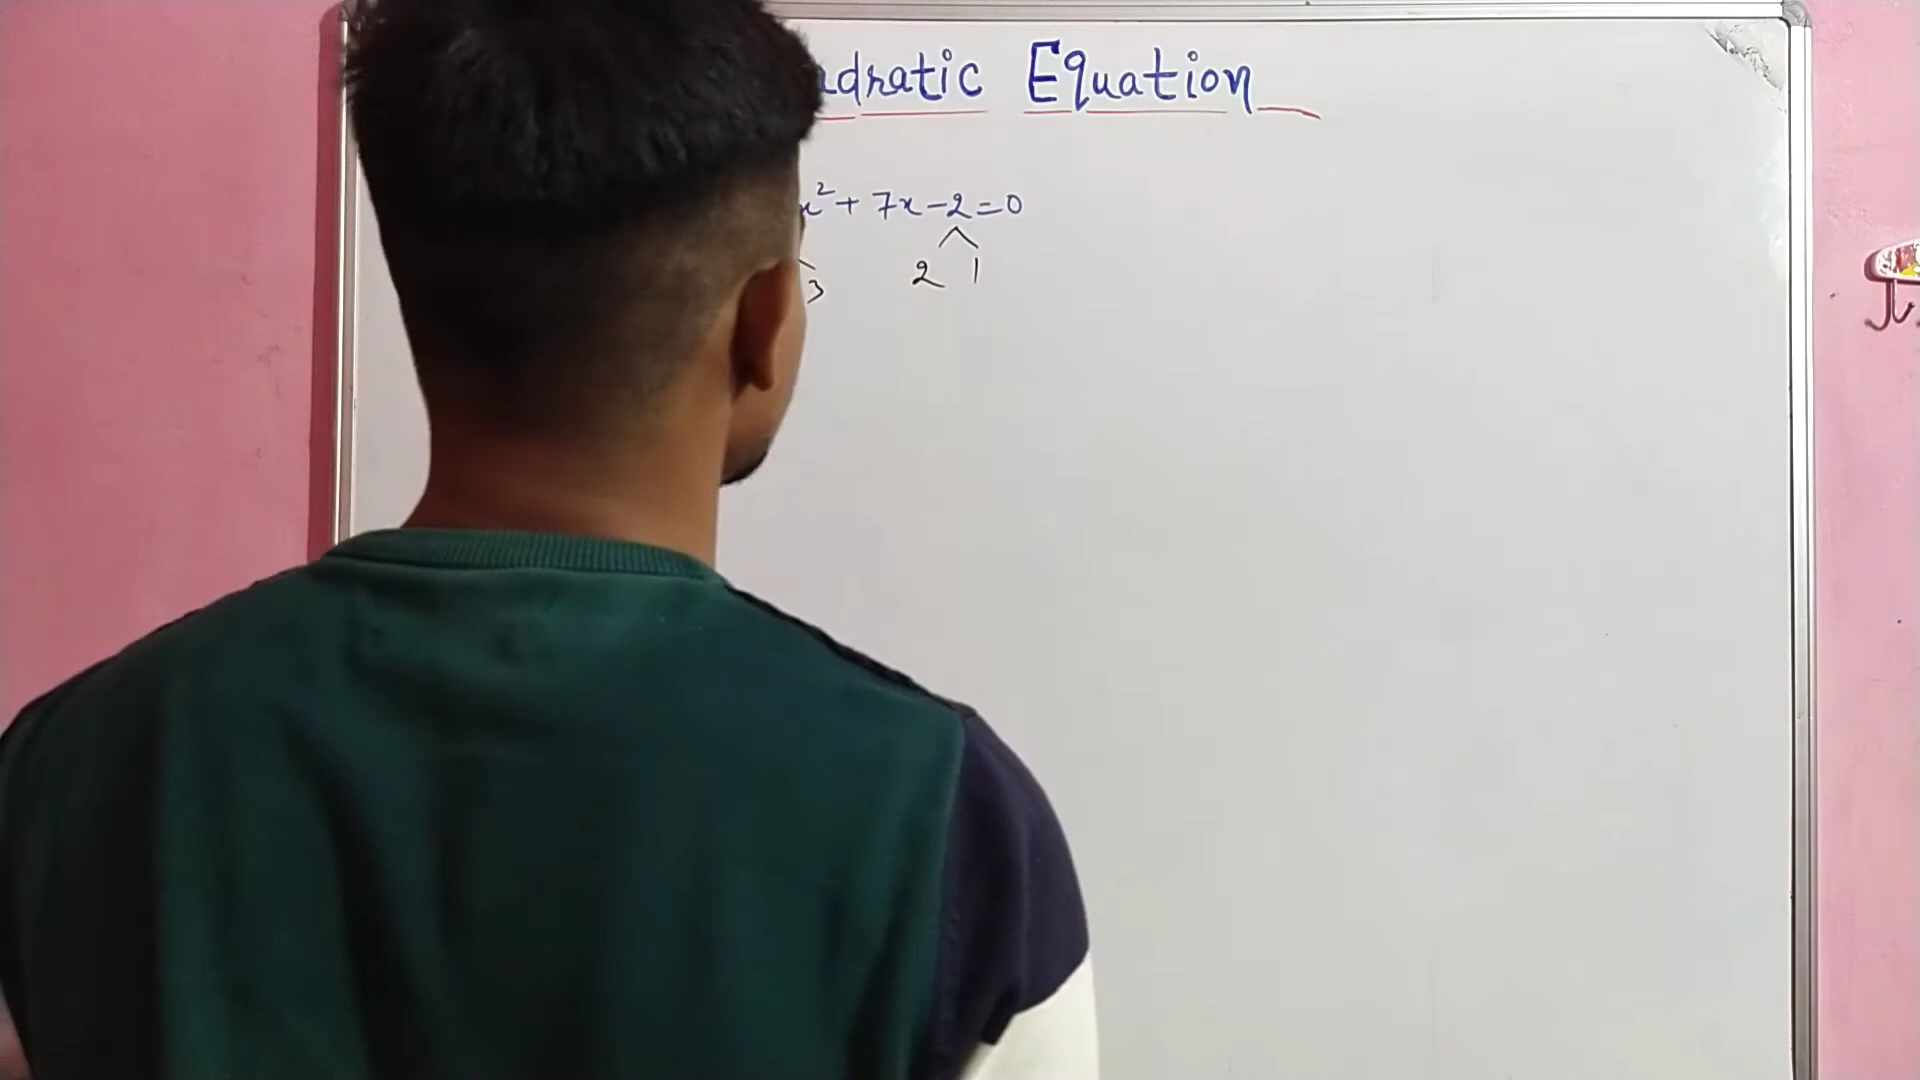 adratic Equation
x² + 7x - 2 = 0
3 2 1